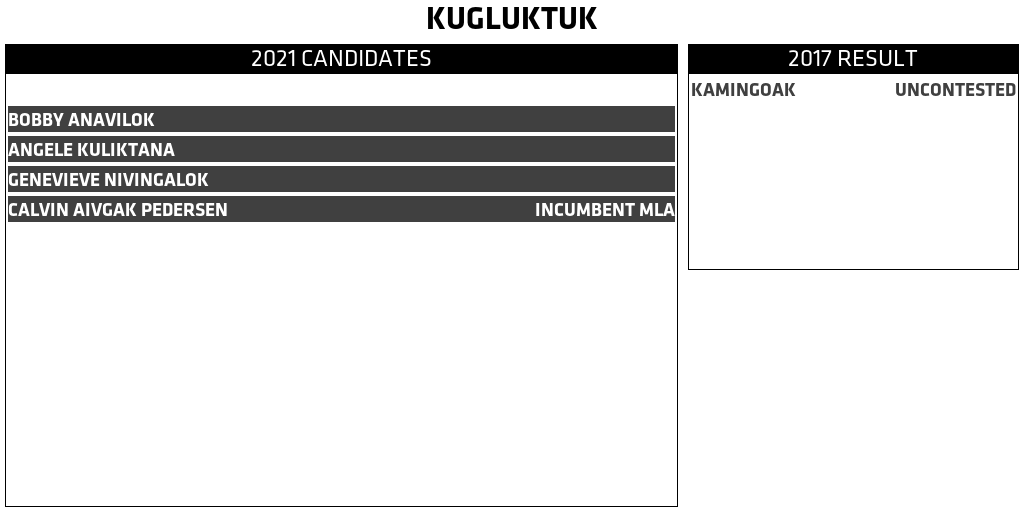 KUGLUKTUK
2021 CANDIDATES
BOBBY ANAVILOK
ANGELE KULIKTANA
GENEVIEVE NIVINGALOK
CALVIN AIVGAK PEDERSEN INCUMBENT MLA
2017 RESULT
KAMINGOAK UNCONTESTED